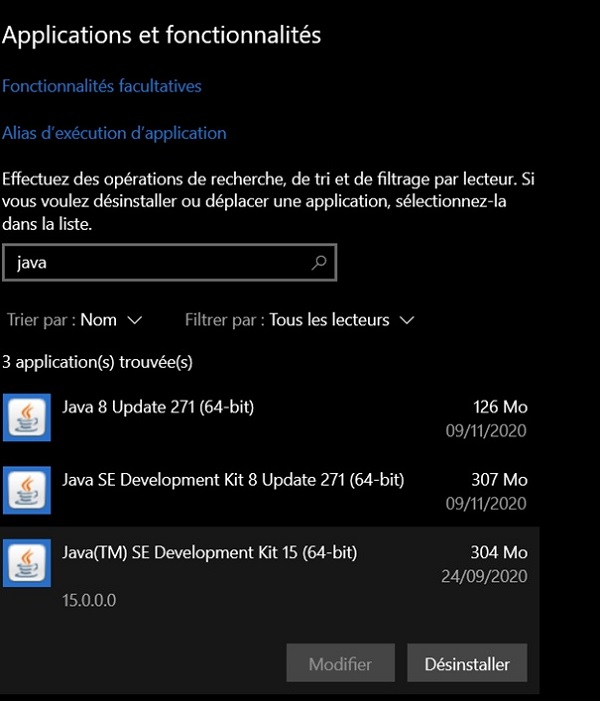 Applications et fonctionnalités
Fonctionnalités facultatives
Alias d’exécution d’application
Effectuez des opérations de recherche, de tri et de filtrage par lecteur. Si
vous voulez désinstaller ou déplacer une application, sélectionnez-la
dans la liste.
java
Trier par : Nom Filtrer par : Tous les lecteurs
3 application(s) trouvée(s)
Java 8 Update 271 (64-bit) 126 Mo
09/11/2020
Java SE Development Kit 8 Update 271 (64-bit) 307 Mo
09/11/2020
Java(TM) SE Development Kit 15 (64-bit) 304 Mo
24/09/2020
15.0.0.0
Modifier Désinstaller